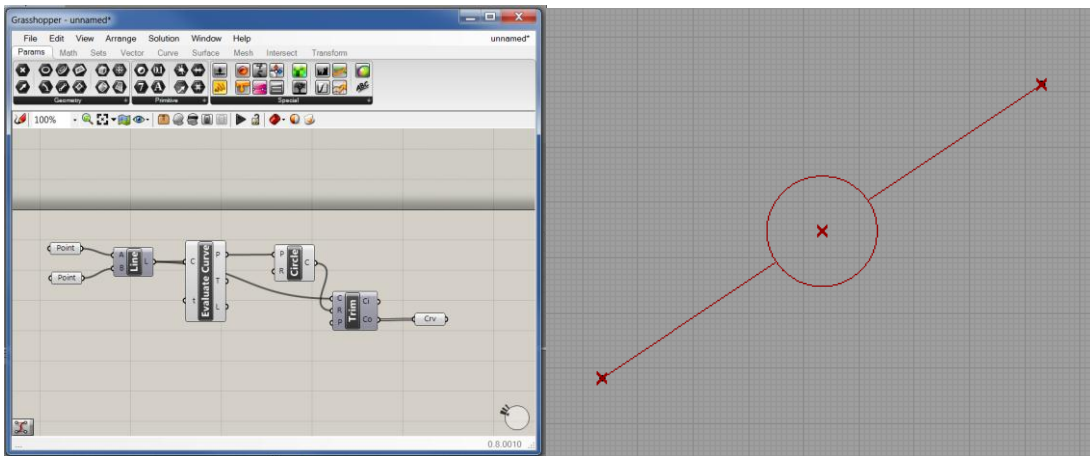 Grasshopper - unnamed*
File Edit View Arrange Solution Window Help unnamed*
Params Math Sets Vector Curve Surface Mesh Intersect Transform
Geometry Primitive Special
100%
Point
Point
A
B
Line
L
C
t
Evaluate Curve
P
T
L
P
R
Circle
C
C
R
P
Trim
Ci
Co
Crv
...
0.8.0010